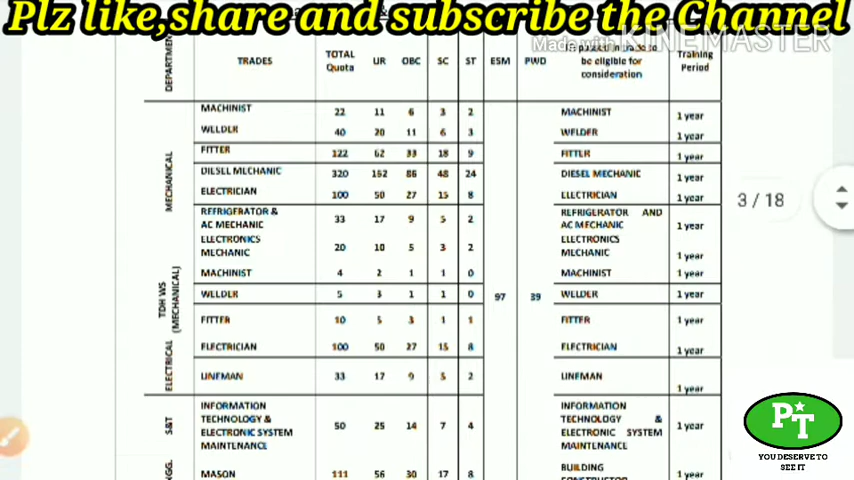 Plz like,share and subscribe the Channel
Made with KINEMASTER
DEPARTMEN TRADES TOTAL Quota UR OBC SC ST ESM PWD be eligible for consideration Training Period
MECHANICAL
MACHINIST 22 11 6 3 2 MACHINIST 1 year
WELDER 40 20 11 6 3 WELDER 1 year
FITTER 122 62 33 18 9 FITTER 1 year
DIESEL MECHANIC 320 162 86 48 24 DIESEL MECHANIC 1 year
ELECTRICIAN 100 50 27 15 8 ELECTRICIAN 1 year
REFRIGERATOR & AC MECHANIC 33 17 9 5 2 REFRIGERATOR AND AC MECHANIC 1 year
ELECTRONICS MECHANIC 20 10 5 3 2 ELECTRONICS MECHANIC 1 year
TDH WS (MECHANICAL)
MACHINIST 4 2 1 1 0 MACHINIST 1 year
WELDER 5 3 1 1 0 97 39 WELDER 1 year
FITTER 10 5 3 1 1 FITTER 1 year
ELECTRICAL
ELECTRICIAN 100 50 27 15 8 ELECTRICIAN 1 year
LINEMAN 33 17 9 5 2 LINEMAN 1 year
S&T
INFORMATION TECHNOLOGY & ELECTRONIC SYSTEM MAINTENANCE 50 25 14 7 4 INFORMATION TECHNOLOGY & ELECTRONIC SYSTEM MAINTENANCE 1 year
MASON 111 56 30 17 8 BUILDING 1 year
3 / 18
PT
YOU DESERVE TO
SEE IT